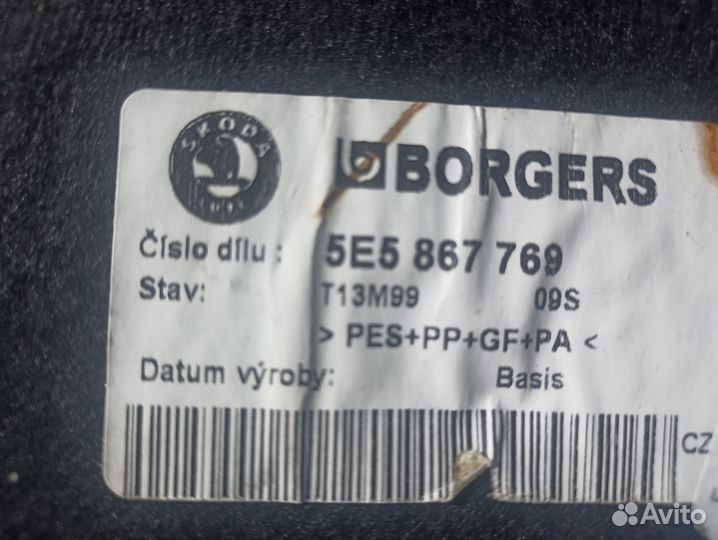 ŠKODA
BORGERS
Číslo dílu : 5E5 867 769
Stav: T13M99 09S
> PES+PP+GF+PA <
Datum výroby: Basis
CZ
Avito